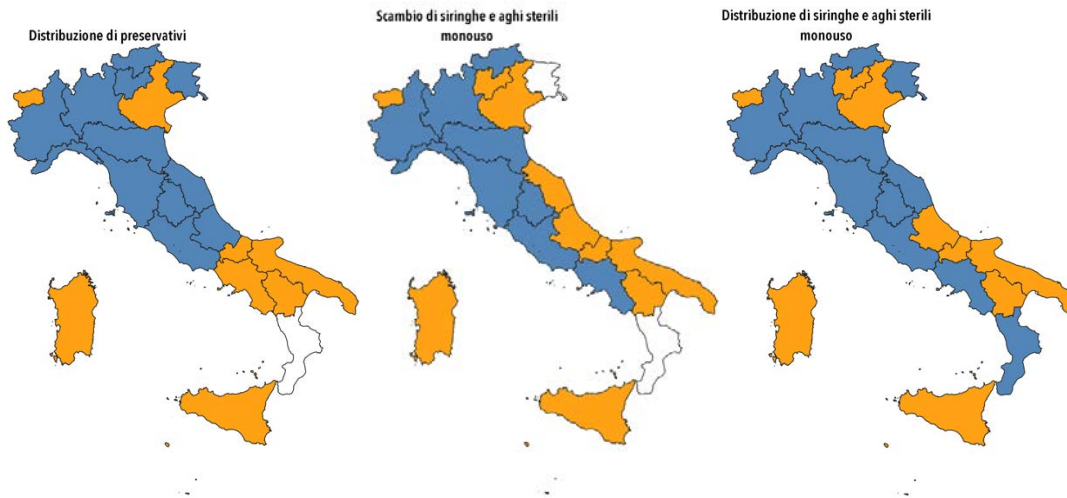 Distribuzione di preservativi
Scambio di siringhe e aghi sterili
monouso
Distribuzione di siringhe e aghi sterili
monouso